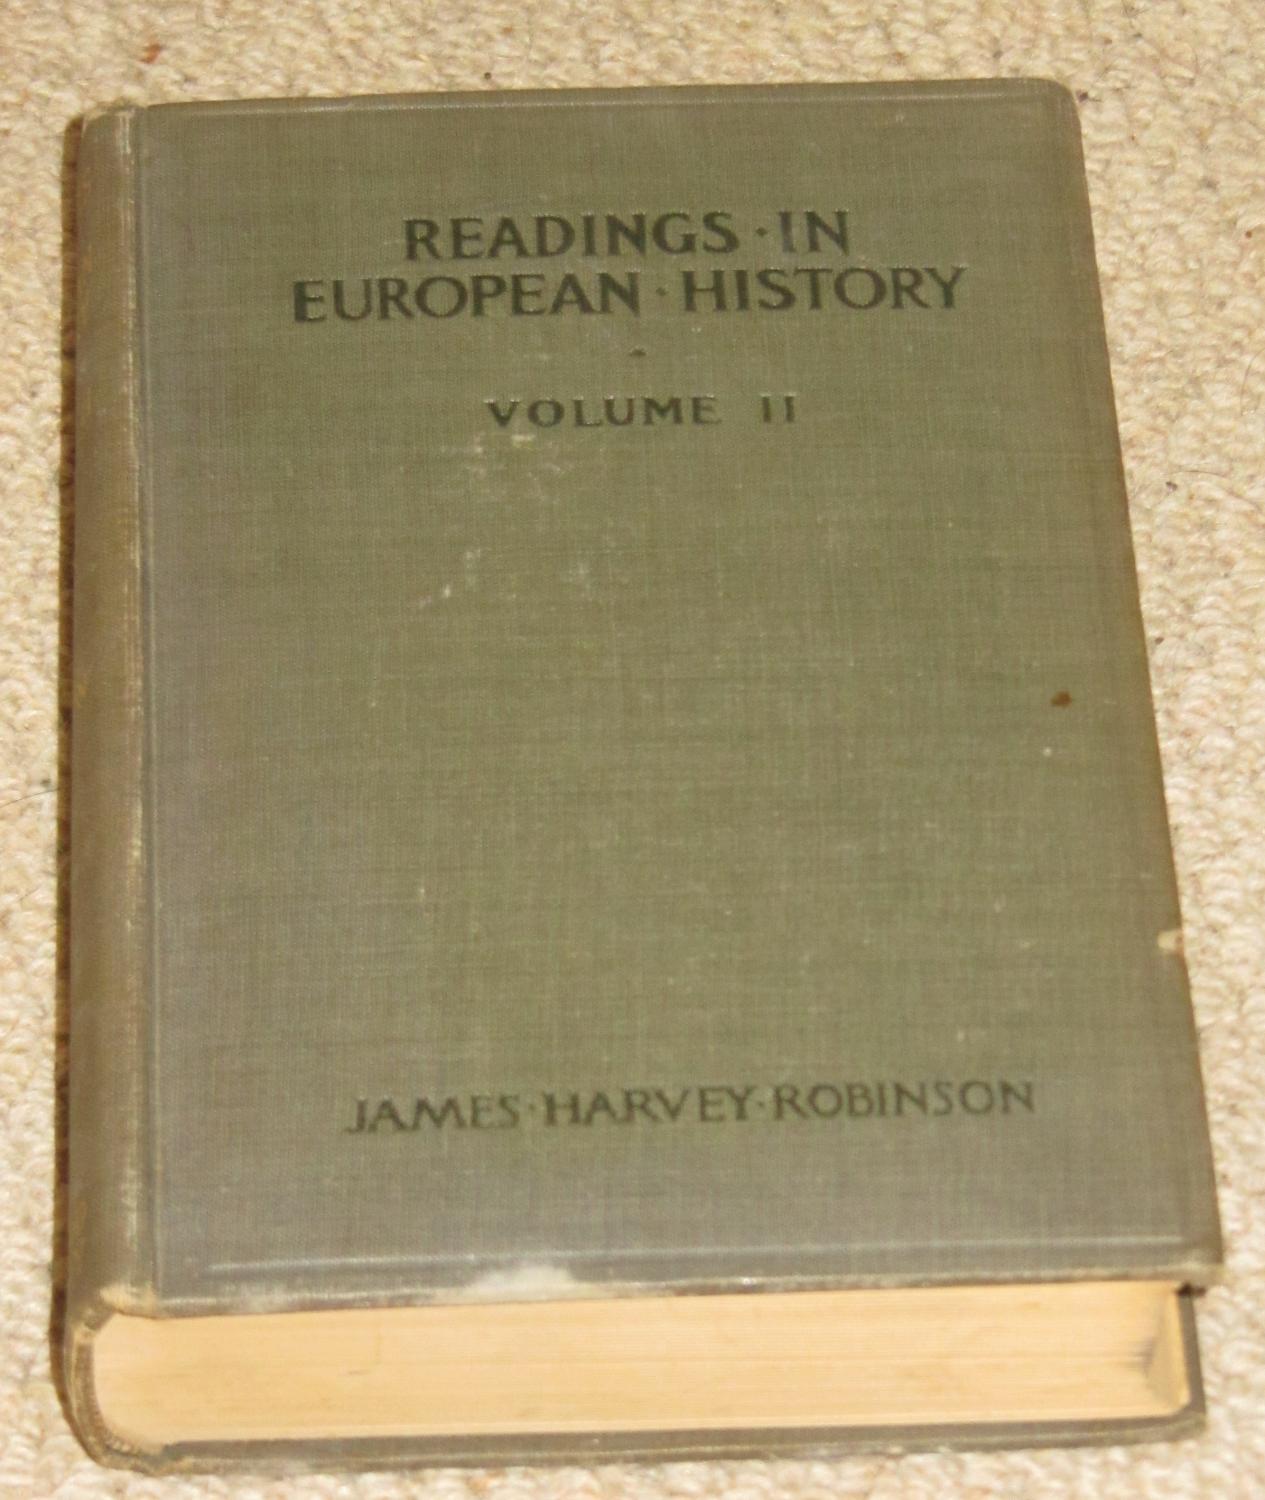 READINGS·IN
EUROPEAN·HISTORY
VOLUME II
JAMES·HARVEY·ROBINSON